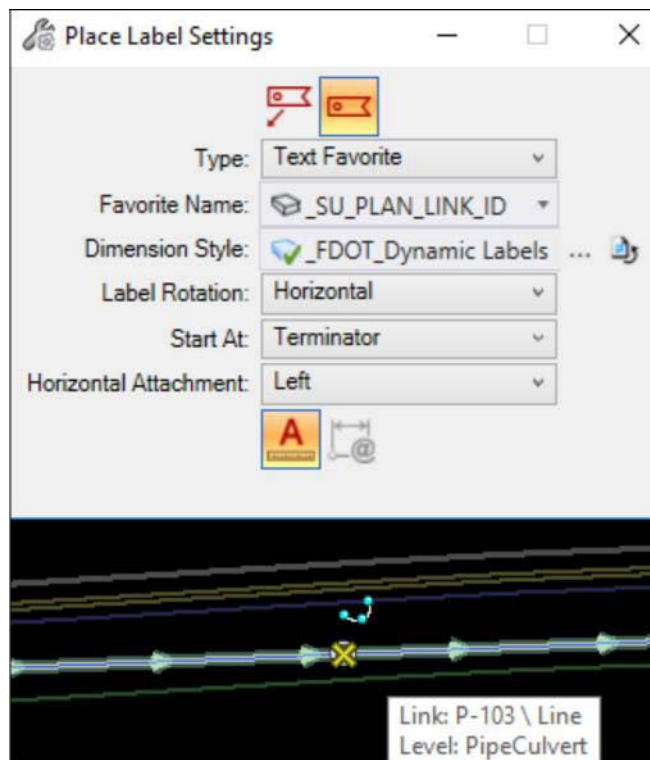 Place Label Settings
Type: Text Favorite
Favorite Name: _SU_PLAN_LINK_ID
Dimension Style: _FDOT_Dynamic Labels ...
Label Rotation: Horizontal
Start At: Terminator
Horizontal Attachment: Left
A @
Link: P-103 \ Line
Level: PipeCulvert